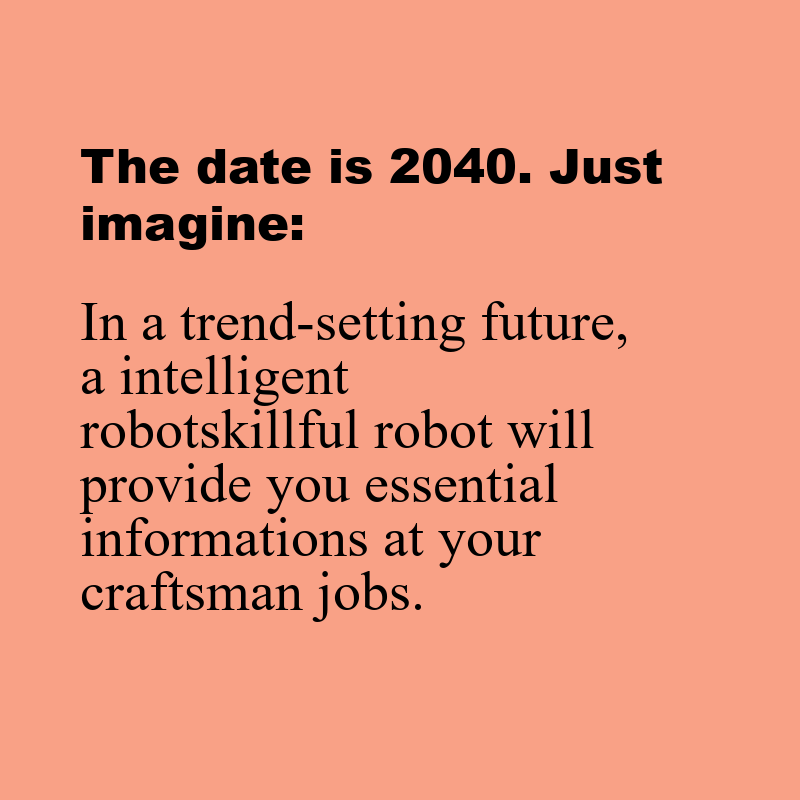 The date is 2040. Just
imagine:
In a trend-setting future,
a intelligent
robotskillful robot will
provide you essential
informations at your
craftsman jobs.